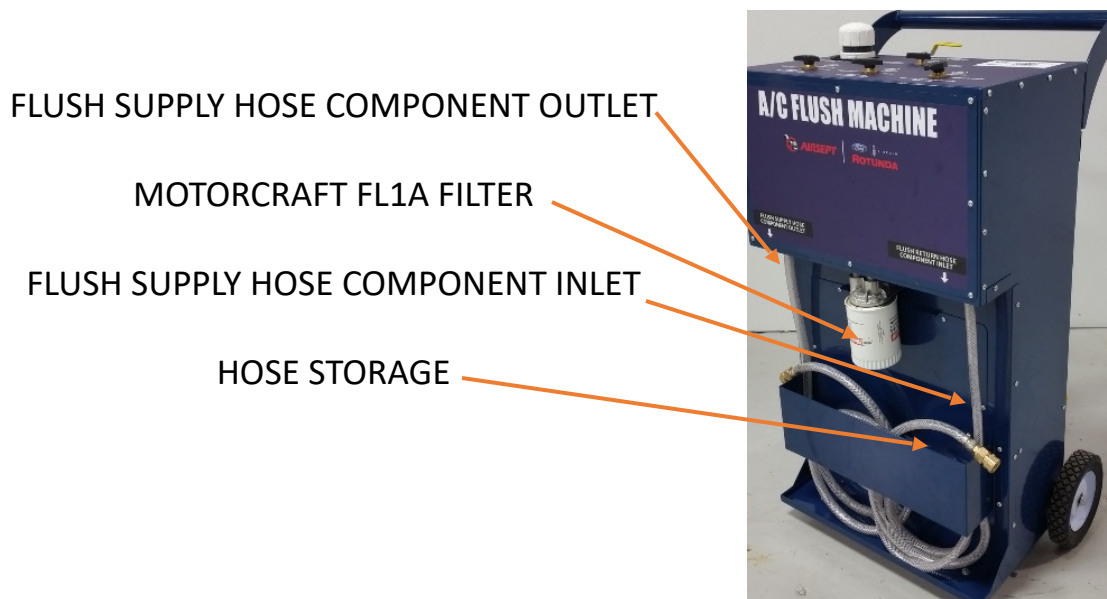 FLUSH SUPPLY HOSE COMPONENT OUTLET
MOTORCRAFT FL1A FILTER
FLUSH SUPPLY HOSE COMPONENT INLET
HOSE STORAGE
A/C FLUSH MACHINE
AIRSEPT
ROTUNDA
FLUSH SUPPLY HOSE
COMPONENT OUTLET
FLUSH RETURN HOSE
COMPONENT INLET